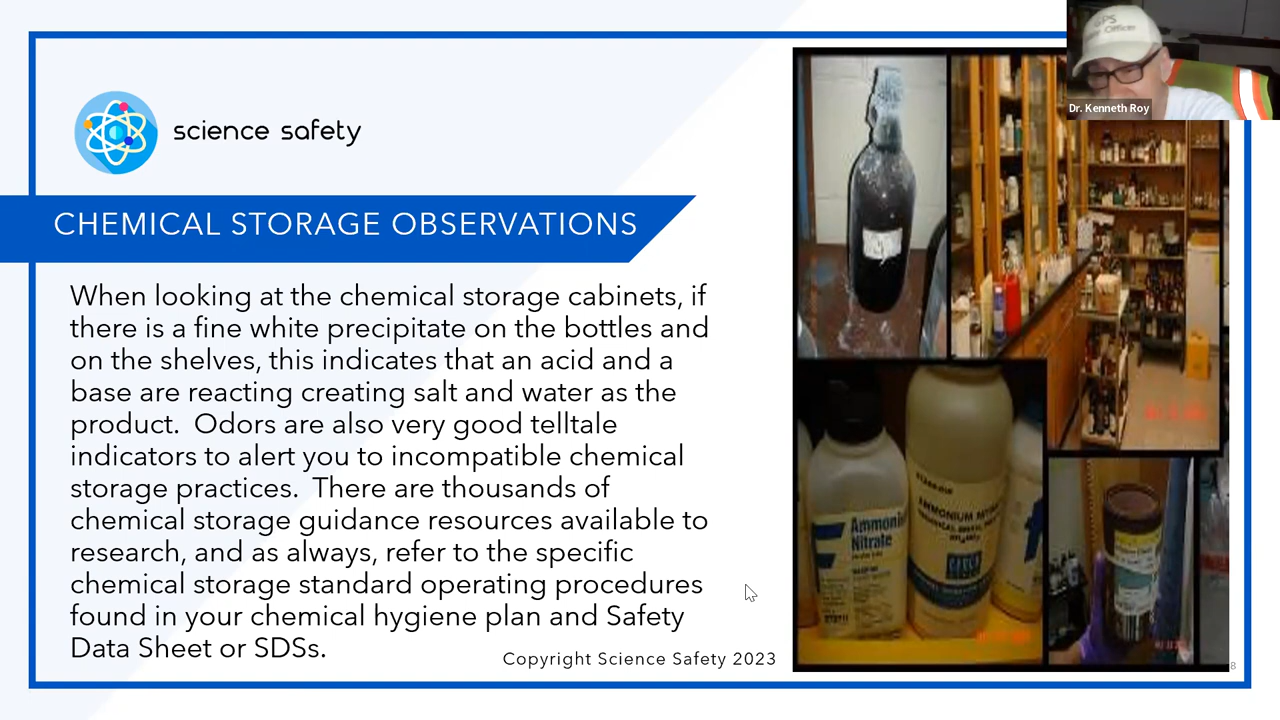 GPS
Officer
Dr. Kenneth Roy
science safety
CHEMICAL STORAGE OBSERVATIONS
When looking at the chemical storage cabinets, if
there is a fine white precipitate on the bottles and
on the shelves, this indicates that an acid and a
base are reacting creating salt and water as the
product.  Odors are also very good telltale
indicators to alert you to incompatible chemical
storage practices.  There are thousands of
chemical storage guidance resources available to
research, and as always, refer to the specific
chemical storage standard operating procedures
found in your chemical hygiene plan and Safety
Data Sheet or SDSs.
Ammoni
Nitrate
AMMONIUM NITRA
Copyright Science Safety 2023
8